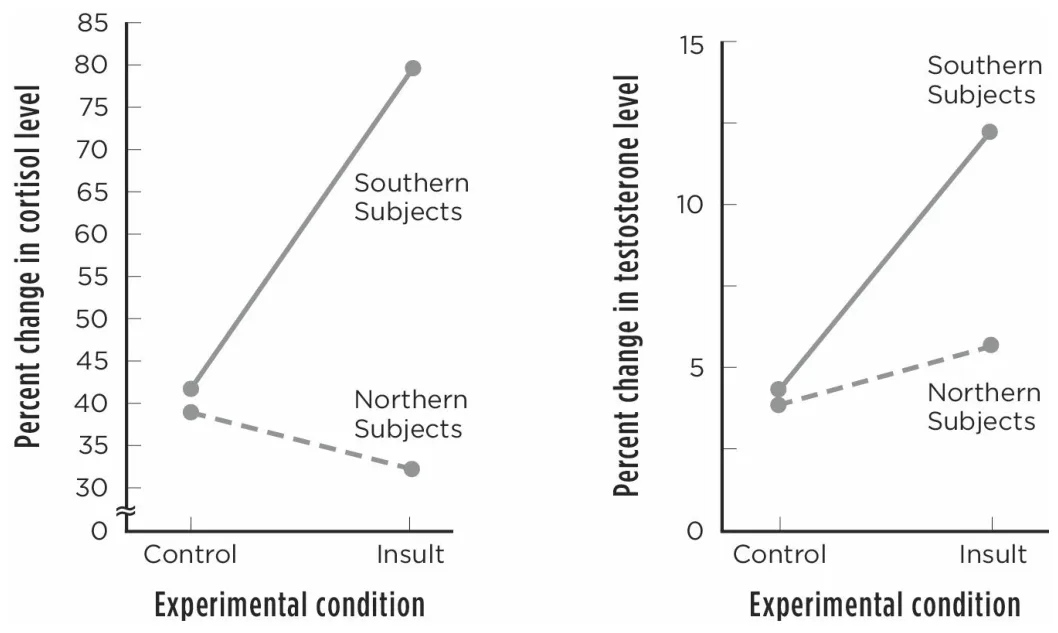 Percent change in cortisol level
85
80
75
70
65
60
55
50
45
40
35
30
0
Southern
Subjects
Northern
Subjects
Control
Insult
Experimental condition
Percent change in testosterone level
15
10
5
0
Southern
Subjects
Northern
Subjects
Control
Insult
Experimental condition